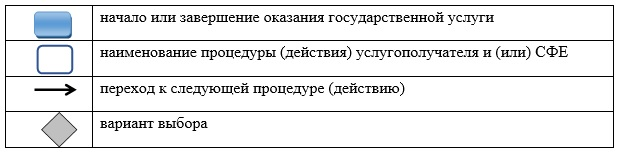 начало или завершение оказания государственной услуги
наименование процедуры (действия) услугополучателя и (или) СФЕ
переход к следующей процедуре (действию)
вариант выбора